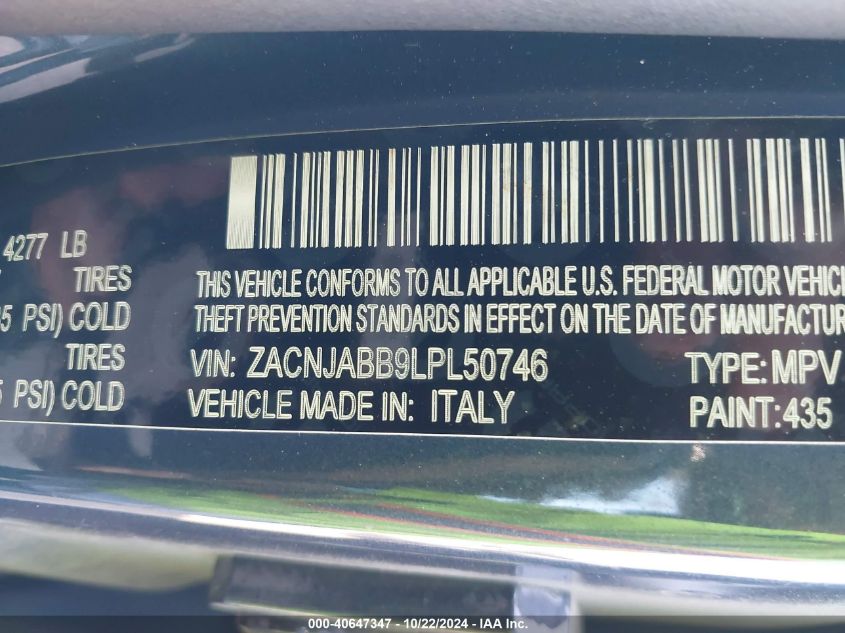 4277 LB
TIRES
PSI) COLD
TIRES
PSI) COLD
THIS VEHICLE CONFORMS TO ALL APPLICABLE U.S. FEDERAL MOTOR VEHIC
THEFT PREVENTION STANDARDS IN EFFECT ON THE DATE OF MANUFACTUR
VIN: ZACNJABB9LPL50746 TYPE: MPV
VEHICLE MADE IN: ITALY PAINT:435
000-40647347 | 10/22/2024 - IAA Inc.